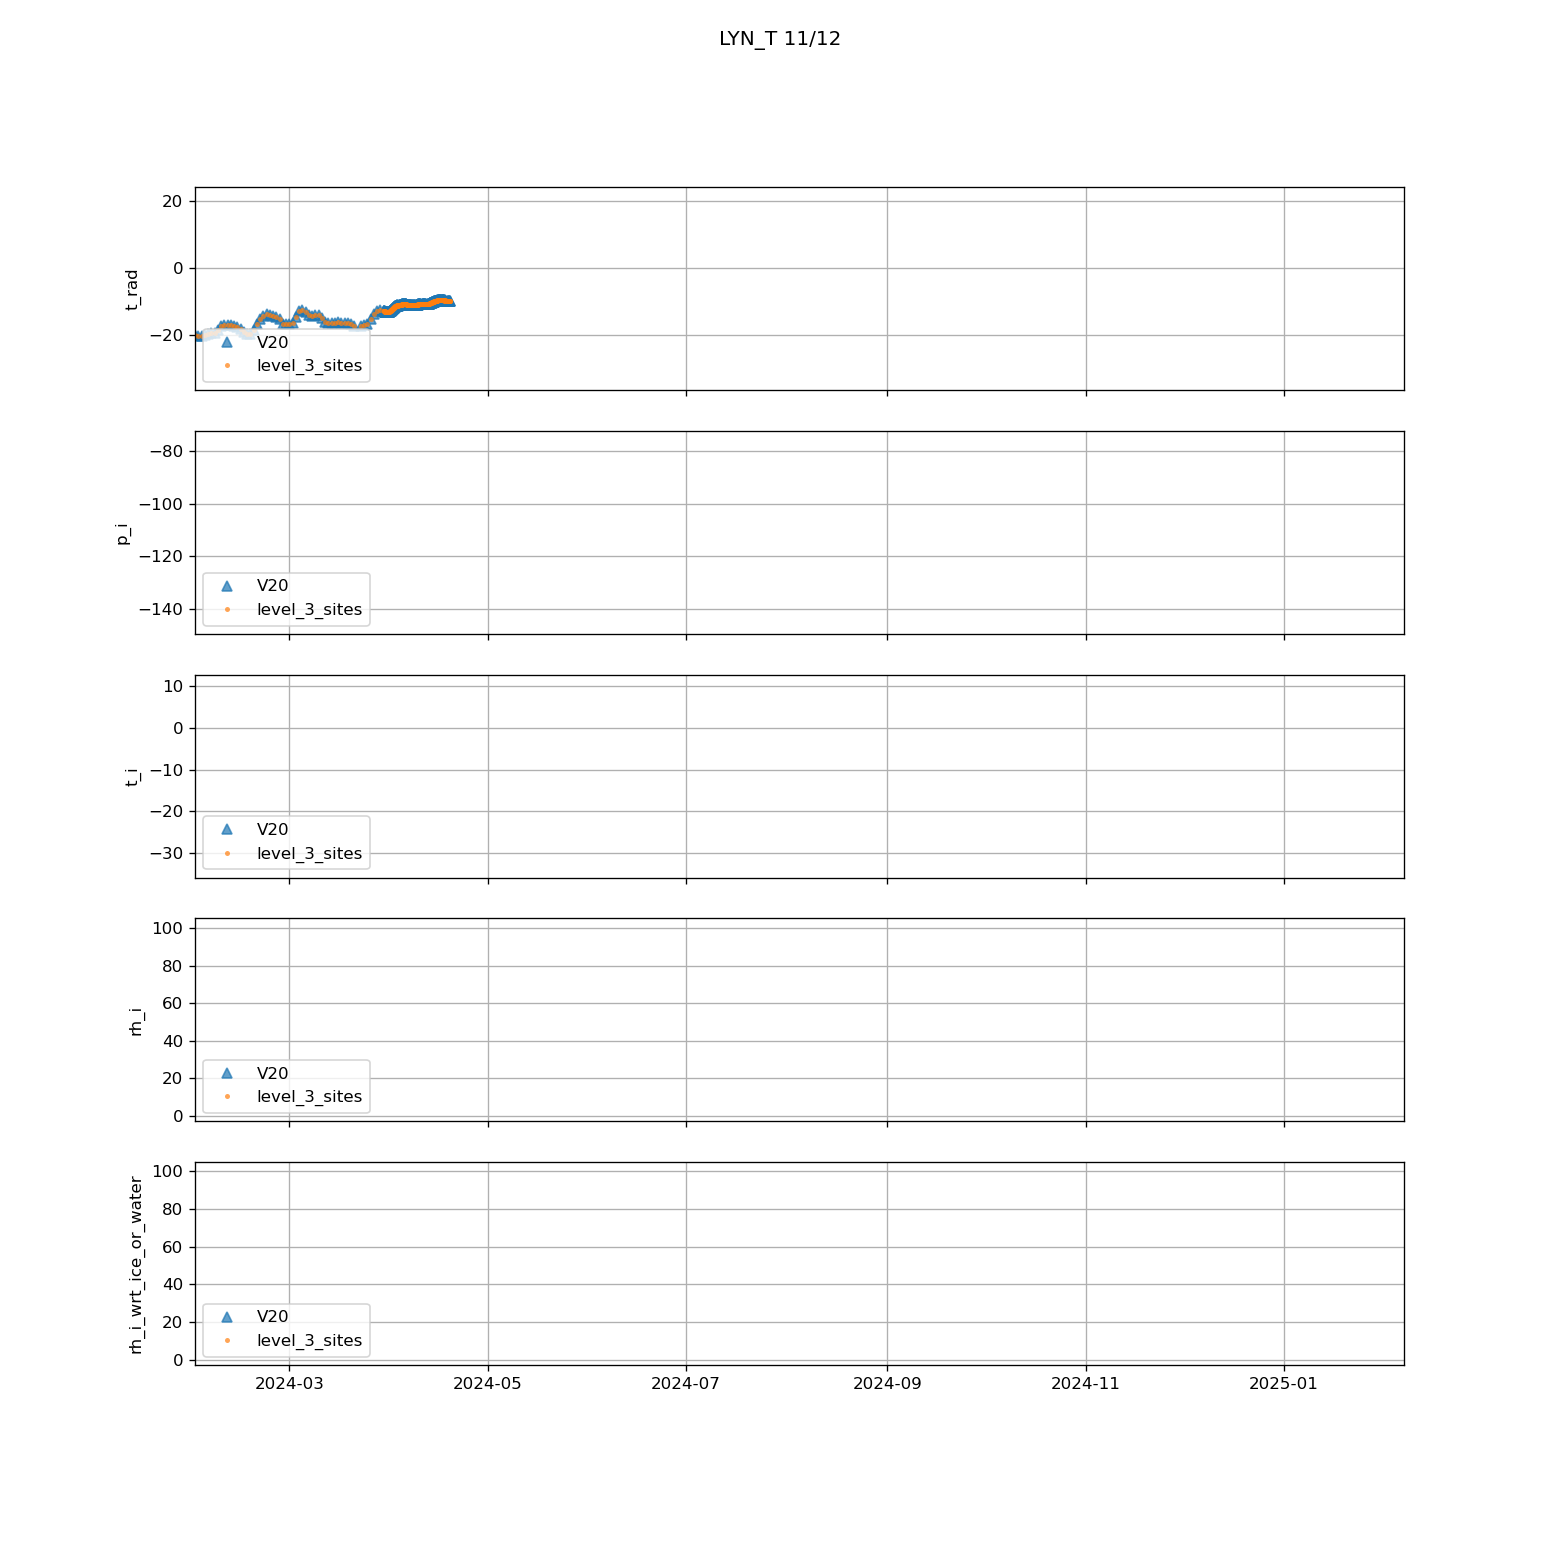 LYN_T 11/12
20
0
−20
t_rad
V20
level_3_sites
−80
−100
−120
−140
p_i
V20
level_3_sites
10
0
−10
−20
−30
t_i
V20
level_3_sites
100
80
60
40
20
0
rh_i
V20
level_3_sites
100
80
60
40
20
0
rh_i_wrt_ice_or_water
V20
level_3_sites
2024-03 2024-05 2024-07 2024-09 2024-11 2025-01